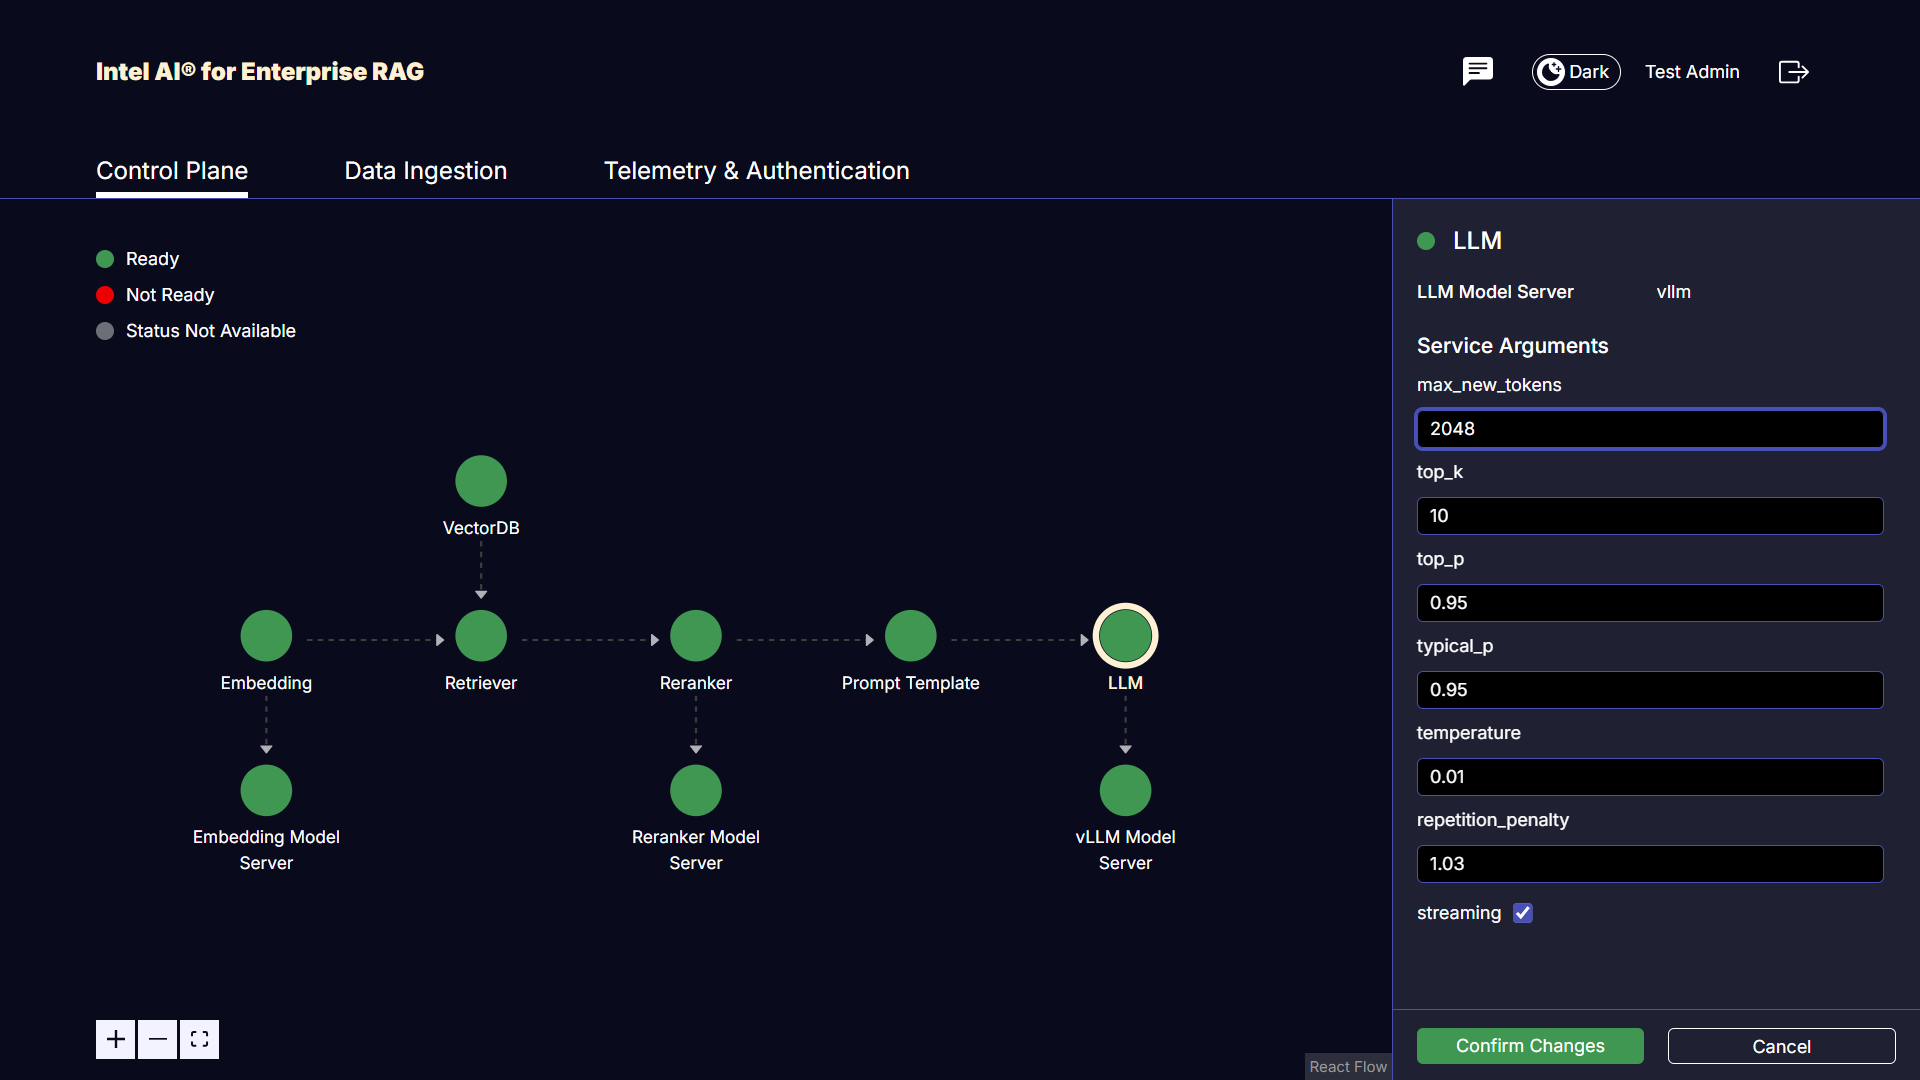 Intel AI® for Enterprise RAG
Dark
Test Admin
Control Plane
Data Ingestion
Telemetry & Authentication
Ready
Not Ready
Status Not Available
VectorDB
Embedding
Retriever
Reranker
Prompt Template
LLM
Embedding Model
Server
Reranker Model
Server
vLLM Model
Server
React Flow
LLM
LLM Model Server
vllm
Service Arguments
max_new_tokens
2048
top_k
10
top_p
0.95
typical_p
0.95
temperature
0.01
repetition_penalty
1.03
streaming
Confirm Changes
Cancel